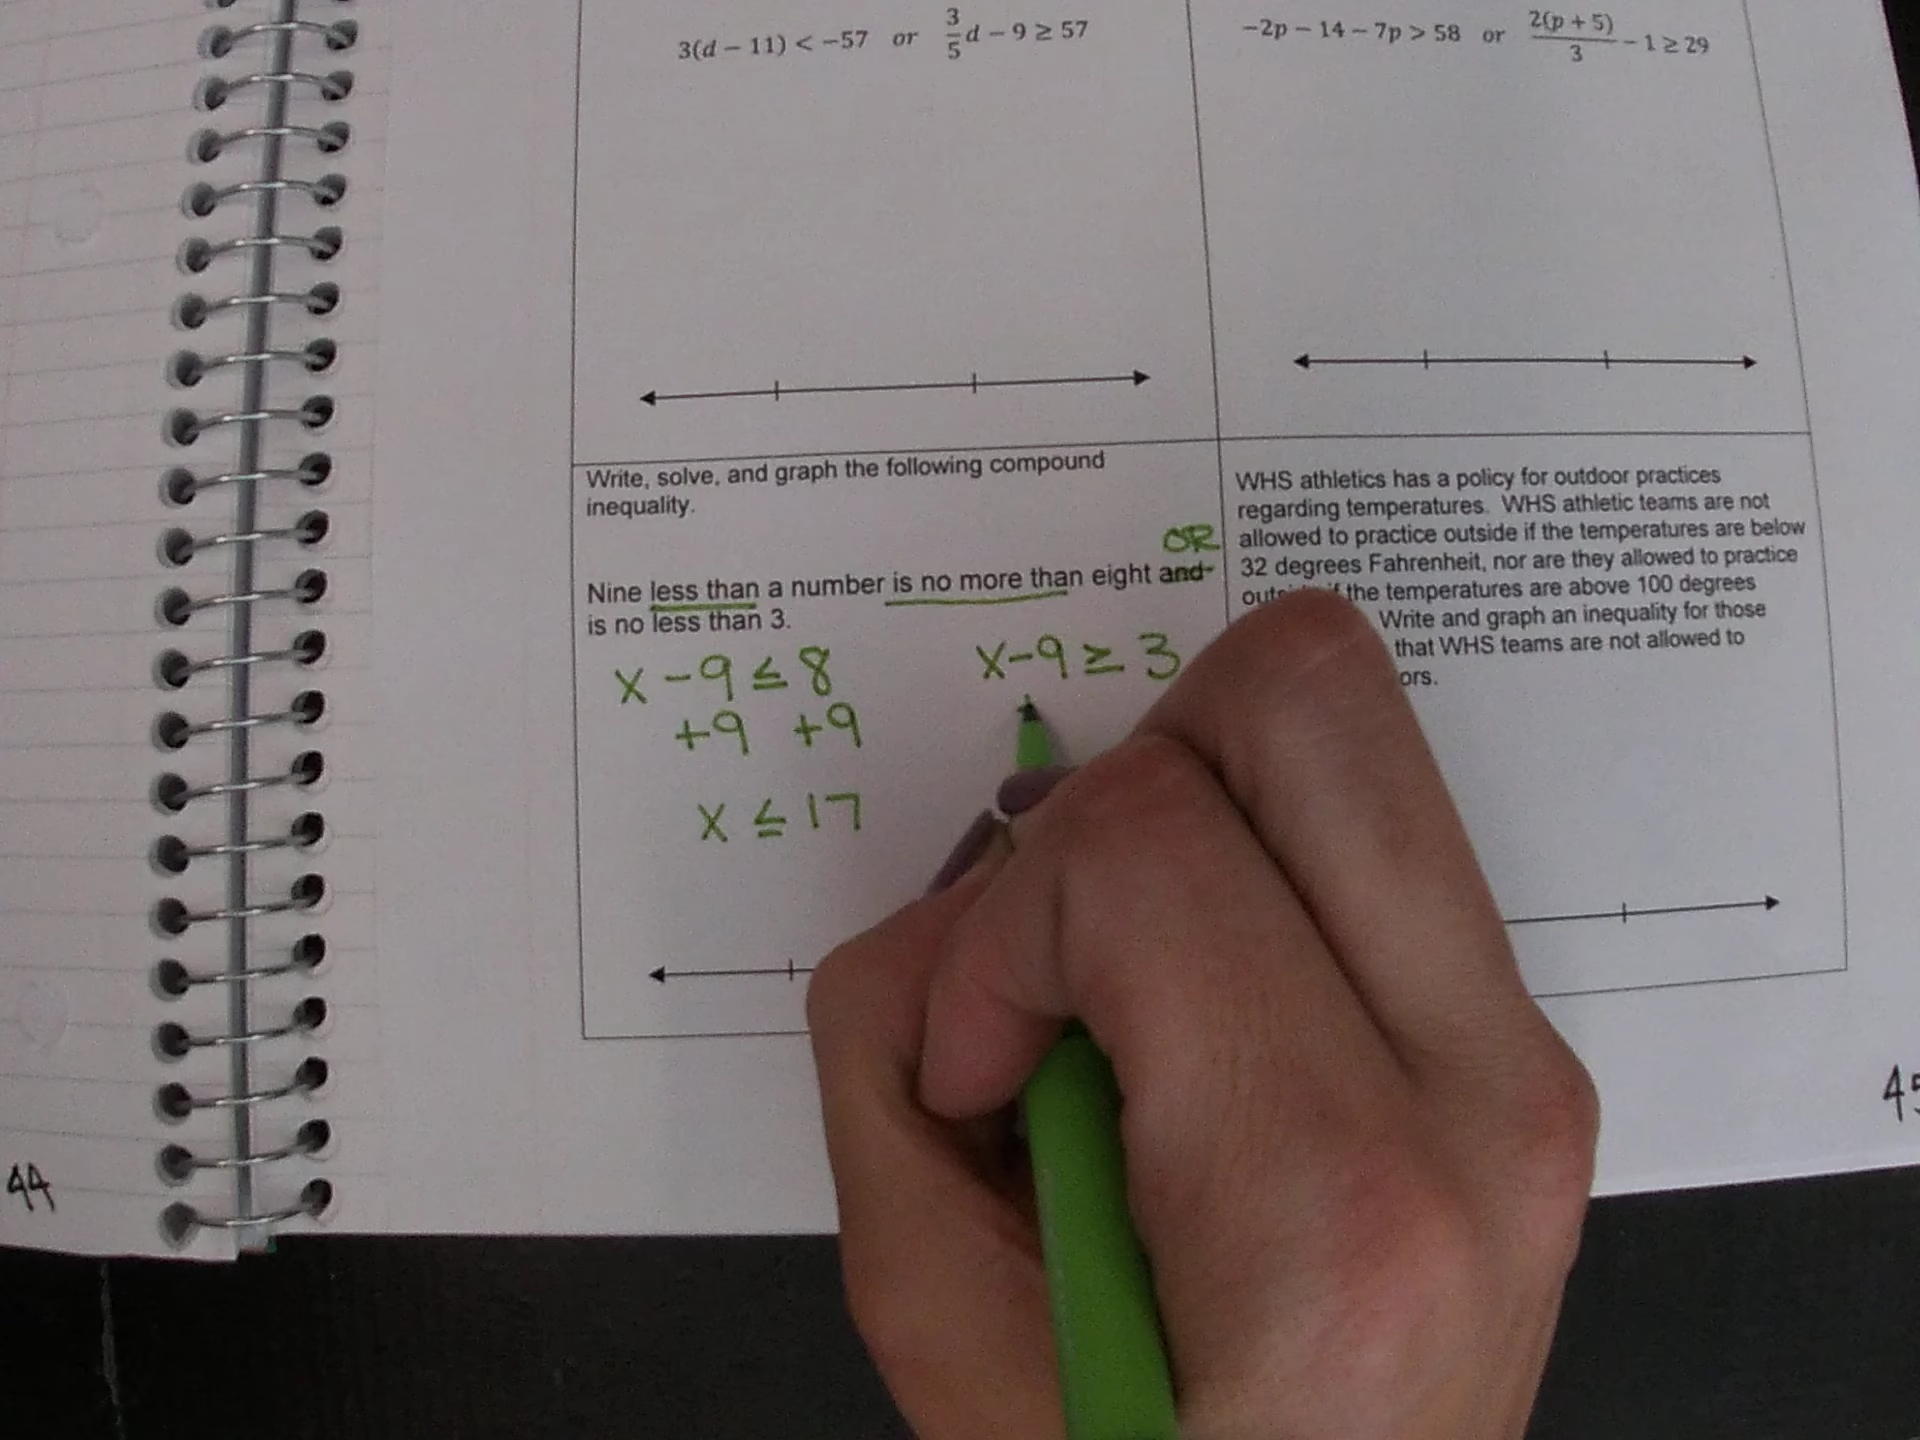 3(d − 11) < −57 or 3/5 d − 9 ≥ 57
−2p − 14 − 7p > 58 or 2(p + 5)/3 − 1 ≥ 29
Write, solve, and graph the following compound
inequality.
OR
Nine less than a number is no more than eight and
is no less than 3.
x − 9 ≤ 8
+9 +9
x ≤ 17
x − 9 ≥ 3
+
WHS athletics has a policy for outdoor practices
regarding temperatures. WHS athletic teams are not
allowed to practice outside if the temperatures are below
32 degrees Fahrenheit, nor are they allowed to practice
the temperatures are above 100 degrees
Write and graph an inequality for those
that WHS teams are not allowed to
ors.
44